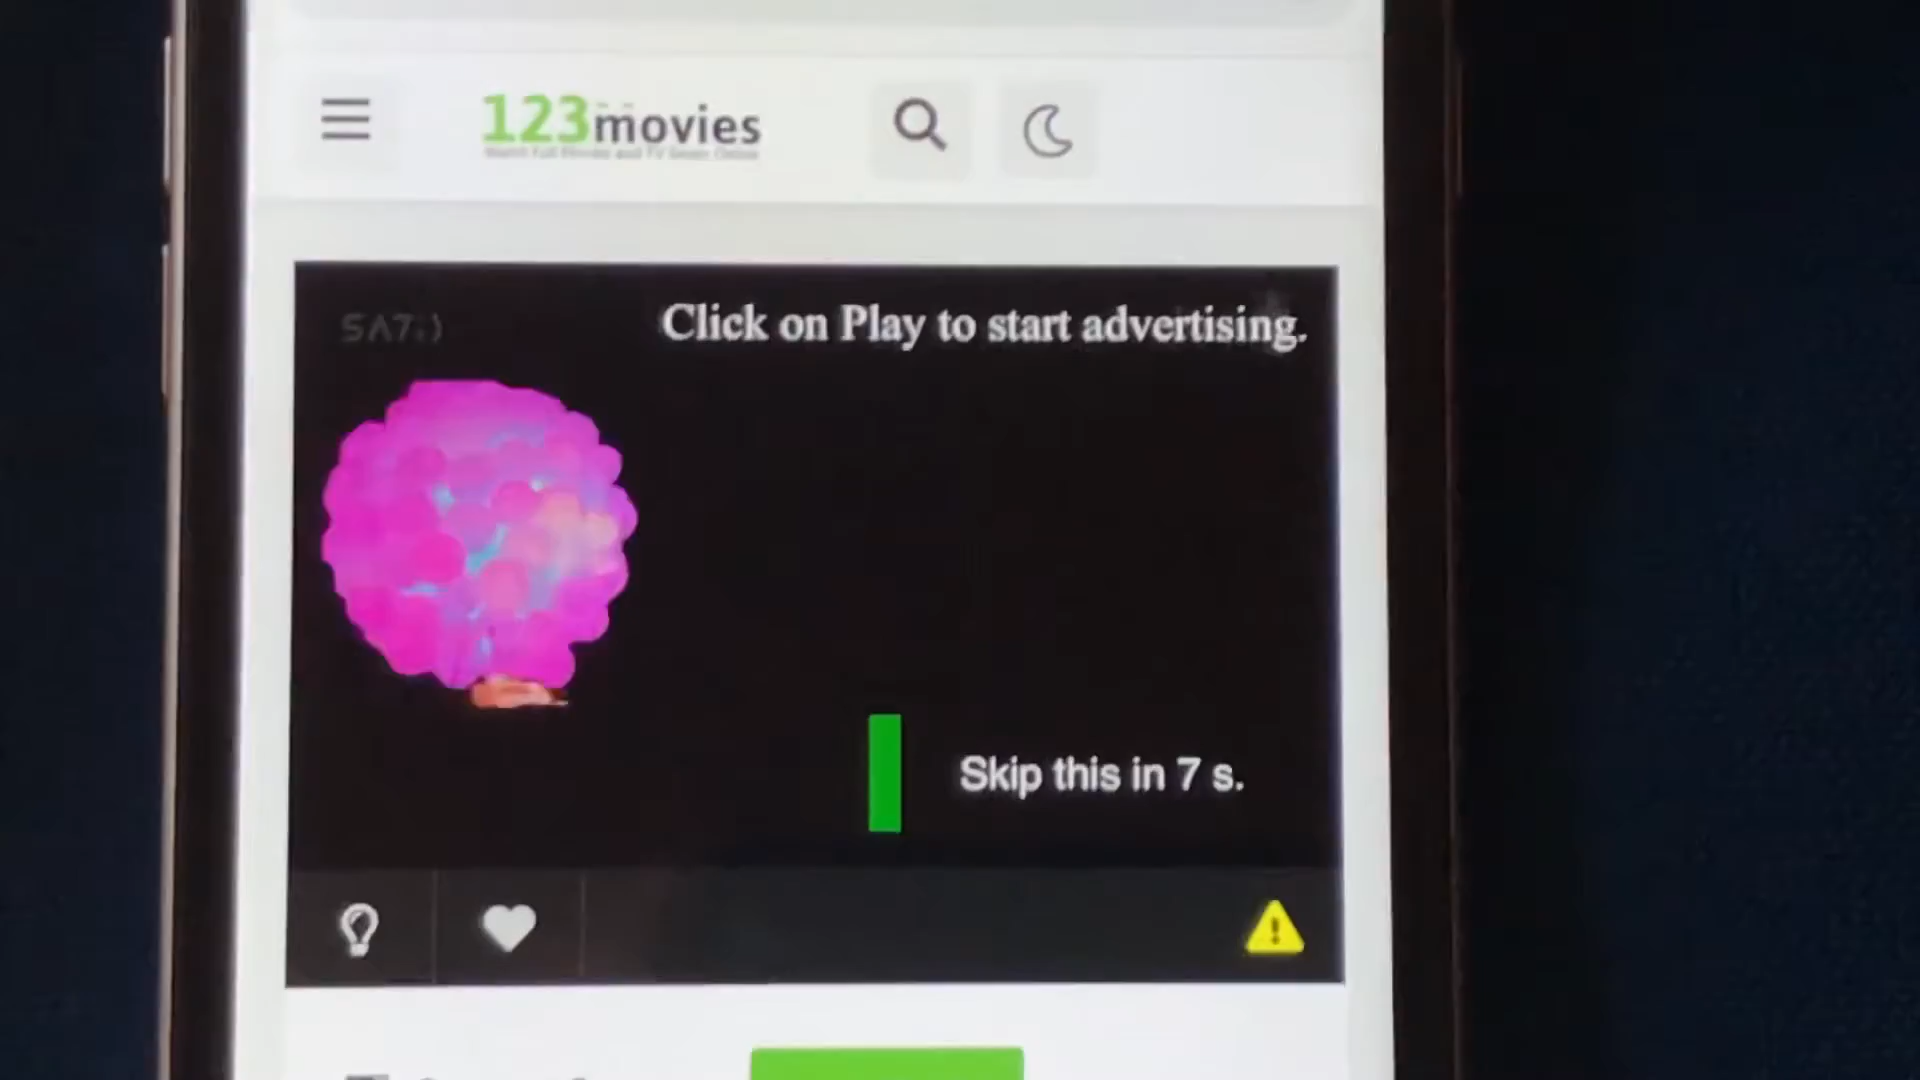 123movies
Click on Play to start advertising.
Skip this in 7 s.